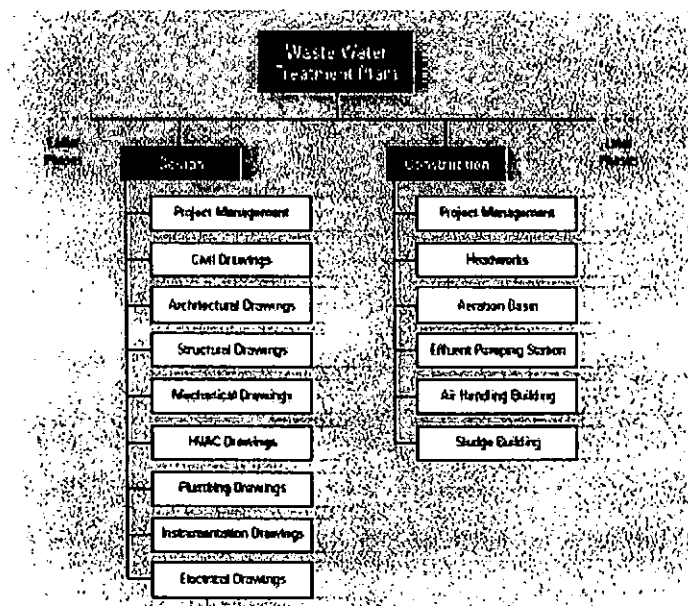 Waste Water
Treatment Plant
Design
Project Management
Civil Drawings
Architectural Drawings
Structural Drawings
Mechanical Drawings
HVAC Drawings
Plumbing Drawings
Instrumentation Drawings
Electrical Drawings
Construction
Project Management
Headworks
Aeration Basin
Effluent Pumping Station
Air Handling Building
Sludge Building
Phases